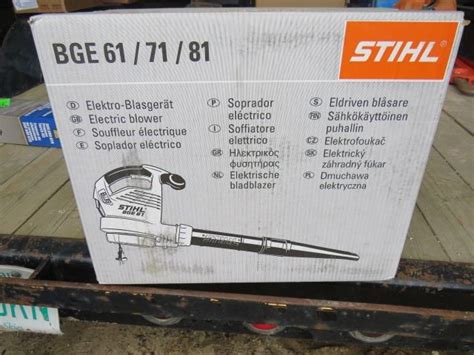 BGE 61 / 71 / 81
STIHL
D Elektro-Blasgerät
GB Electric blower
F Souffleur électrique
E Soplador eléctrico
P Soprador
eléctrico
I Soffiatore
elettrico
GR Ηλεκτρικός
φυσητήρας
NL Elektrische
bladblazer
S Eldriven blåsare
FIN Sähkökäyttöinen
puhallin
CZ Elektrofoukač
SK Elektrický
záhradný fúkar
PL Dmuchawa
elektryczna
STIHL
BGE 81